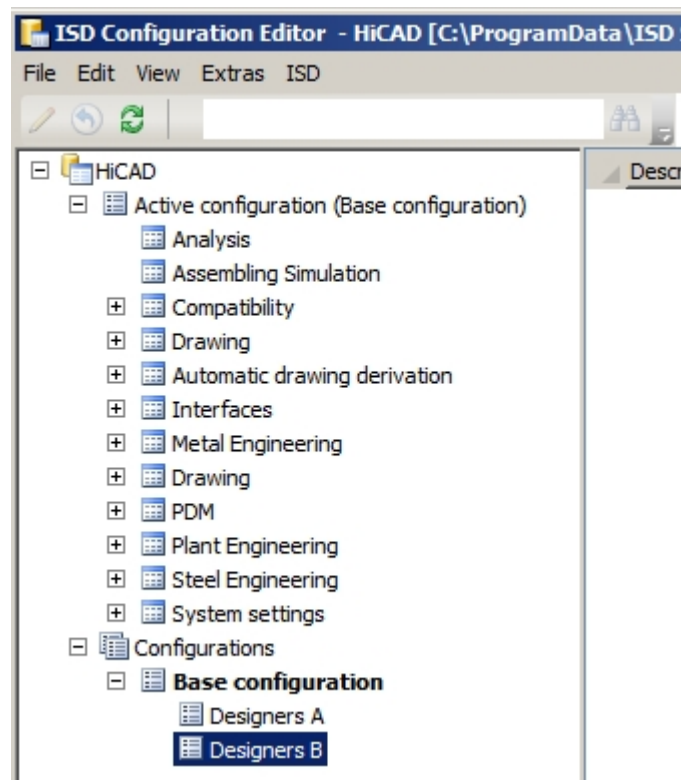 ISD Configuration Editor - HiCAD [C:\ProgramData\ISD
File Edit View Extras ISD
HiCAD
Descr
Active configuration (Base configuration)
Analysis
Assembling Simulation
Compatibility
Drawing
Automatic drawing derivation
Interfaces
Metal Engineering
Drawing
PDM
Plant Engineering
Steel Engineering
System settings
Configurations
Base configuration
Designers A
Designers B